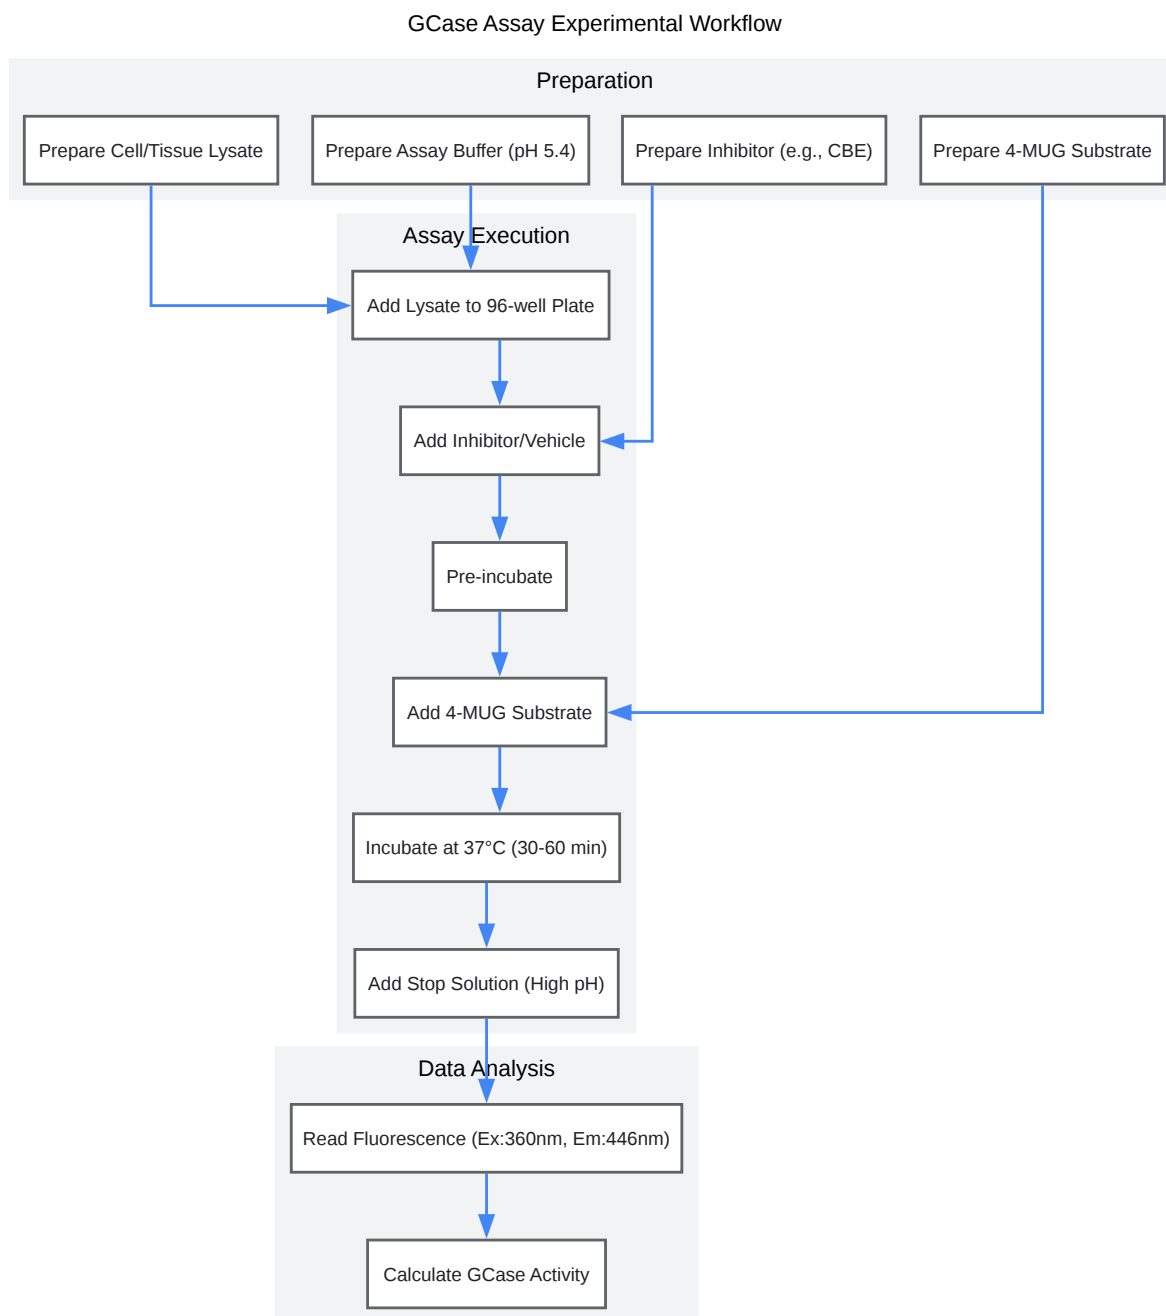 GCase Assay Experimental Workflow
Preparation
Prepare Cell/Tissue Lysate
Prepare Assay Buffer (pH 5.4)
Prepare Inhibitor (e.g., CBE)
Prepare 4-MUG Substrate
Assay Execution
Add Lysate to 96-well Plate
Add Inhibitor/Vehicle
Pre-incubate
Add 4-MUG Substrate
Incubate at 37°C (30-60 min)
Add Stop Solution (High pH)
Data Analysis
Read Fluorescence (Ex:360nm, Em:446nm)
Calculate GCase Activity